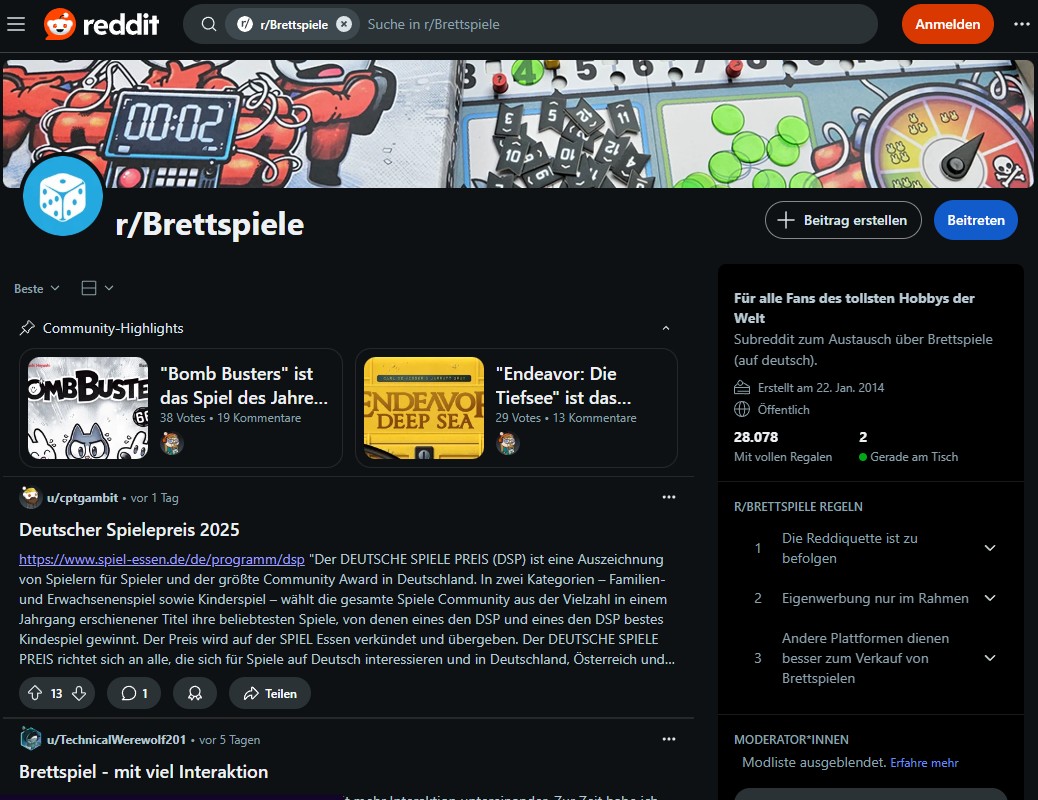 reddit
r/Brettspiele
Suche in r/Brettspiele
Anmelden
00:02
r/Brettspiele
Beitrag erstellen
Beitreten
Beste
Community-Highlights
"Bomb Busters" ist
das Spiel des Jahre...
38 Votes • 19 Kommentare
"Endeavor: Die
Tiefsee" ist das...
29 Votes • 13 Kommentare
ENDEAVOR
DEEP SEA
u/cptgambit • vor 1 Tag
Deutscher Spielepreis 2025
https://www.spiel-essen.de/de/programm/dsp "Der DEUTSCHE SPIELE PREIS (DSP) ist eine Auszeichnung
von Spielern für Spieler und der größte Community Award in Deutschland. In zwei Kategorien – Familien-
und Erwachsenenspiel sowie Kinderspiel – wählt die gesamte Spiele Community aus der Vielzahl in einem
Jahrgang erschienener Titel ihre beliebtesten Spiele, von denen eines den DSP und eines den DSP bestes
Kindespiel gewinnt. Der Preis wird auf der SPIEL Essen verkündet und übergeben. Der DEUTSCHE SPIELE
PREIS richtet sich an alle, die sich für Spiele auf Deutsch interessieren und in Deutschland, Österreich und...
13
1
Teilen
u/TechnicalWerewolf201 • vor 5 Tagen
Brettspiel - mit viel Interaktion
Für alle Fans des tollsten Hobbys der
Welt
Subreddit zum Austausch über Brettspiele
(auf deutsch).
Erstellt am 22. Jan. 2014
Öffentlich
28.078
Mit vollen Regalen
2
Gerade am Tisch
R/BRETTSPIELE REGELN
1 Die Reddiquette ist zu
befolgen
2 Eigenwerbung nur im Rahmen
3 Andere Plattformen dienen
besser zum Verkauf von
Brettspielen
MODERATOR*INNEN
Modliste ausgeblendet. Erfahre mehr